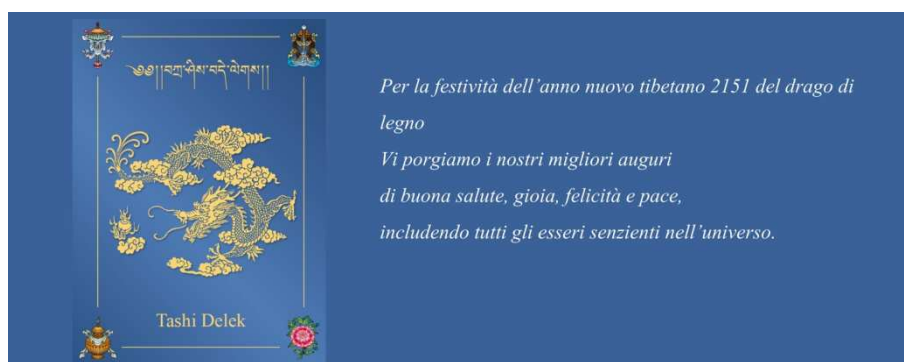 ༄༅།།བཀྲ་ཤིས་བདེ་ལེགས།།
Tashi Delek
Per la festività dell’anno nuovo tibetano 2151 del drago di
legno
Vi porgiamo i nostri migliori auguri
di buona salute, gioia, felicità e pace,
includendo tutti gli esseri senzienti nell’universo.